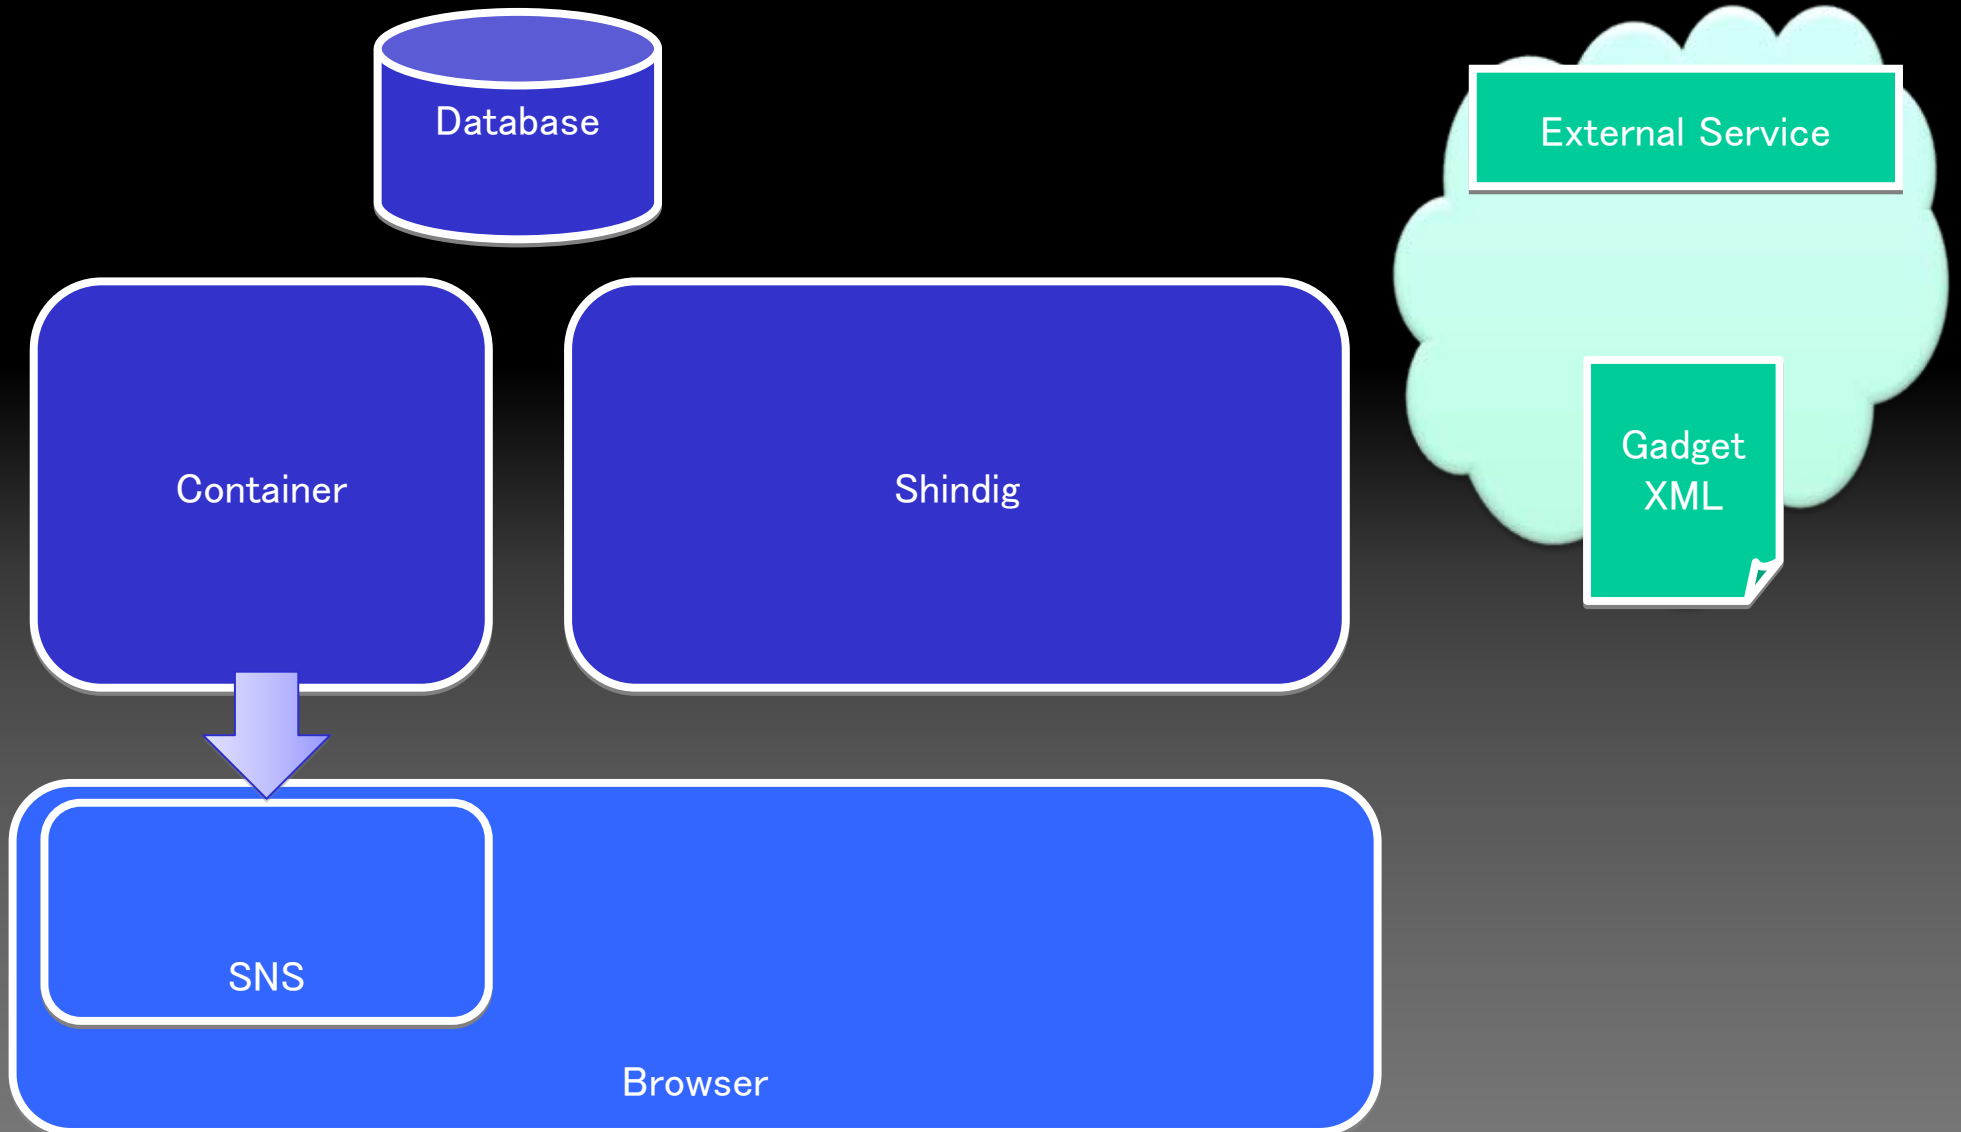 Database
External Service
Container
Shindig
Gadget
XML
SNS
Browser